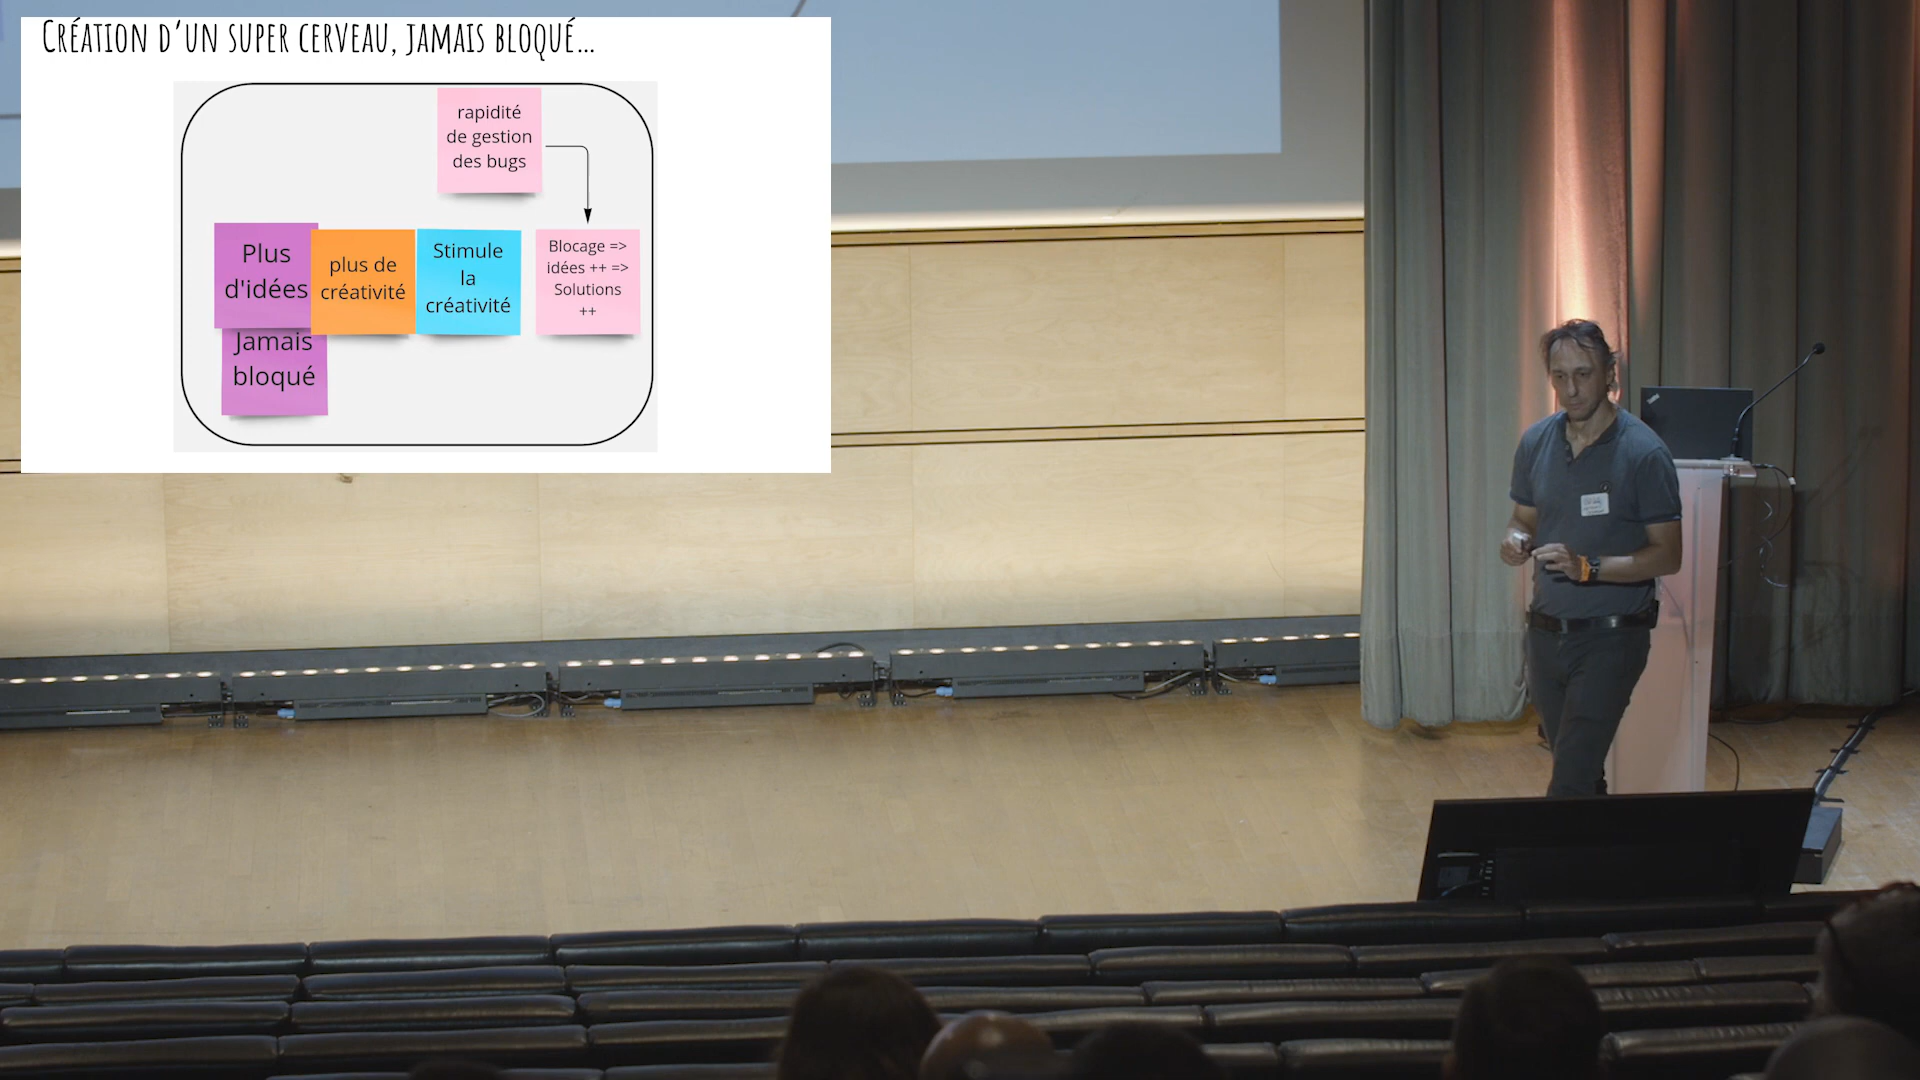 Création d'un super cerveau, jamais bloqué...
rapidité
de gestion
des bugs
Plus
d'idées
plus de
créativité
Stimule
la
créativité
Blocage =>
idées ++ =>
Solutions
++
Jamais
bloqué